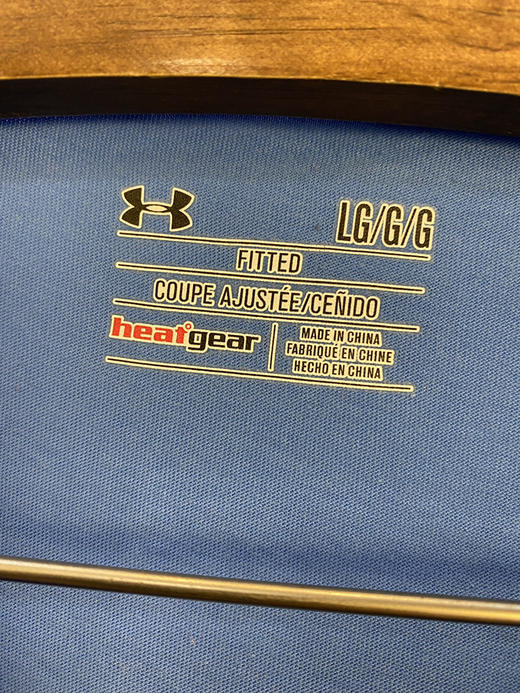 LG/G/G
FITTED
COUPE AJUSTÉE/CEÑIDO
heatgear
MADE IN CHINA
FABRIQUÉ EN CHINE
HECHO EN CHINA